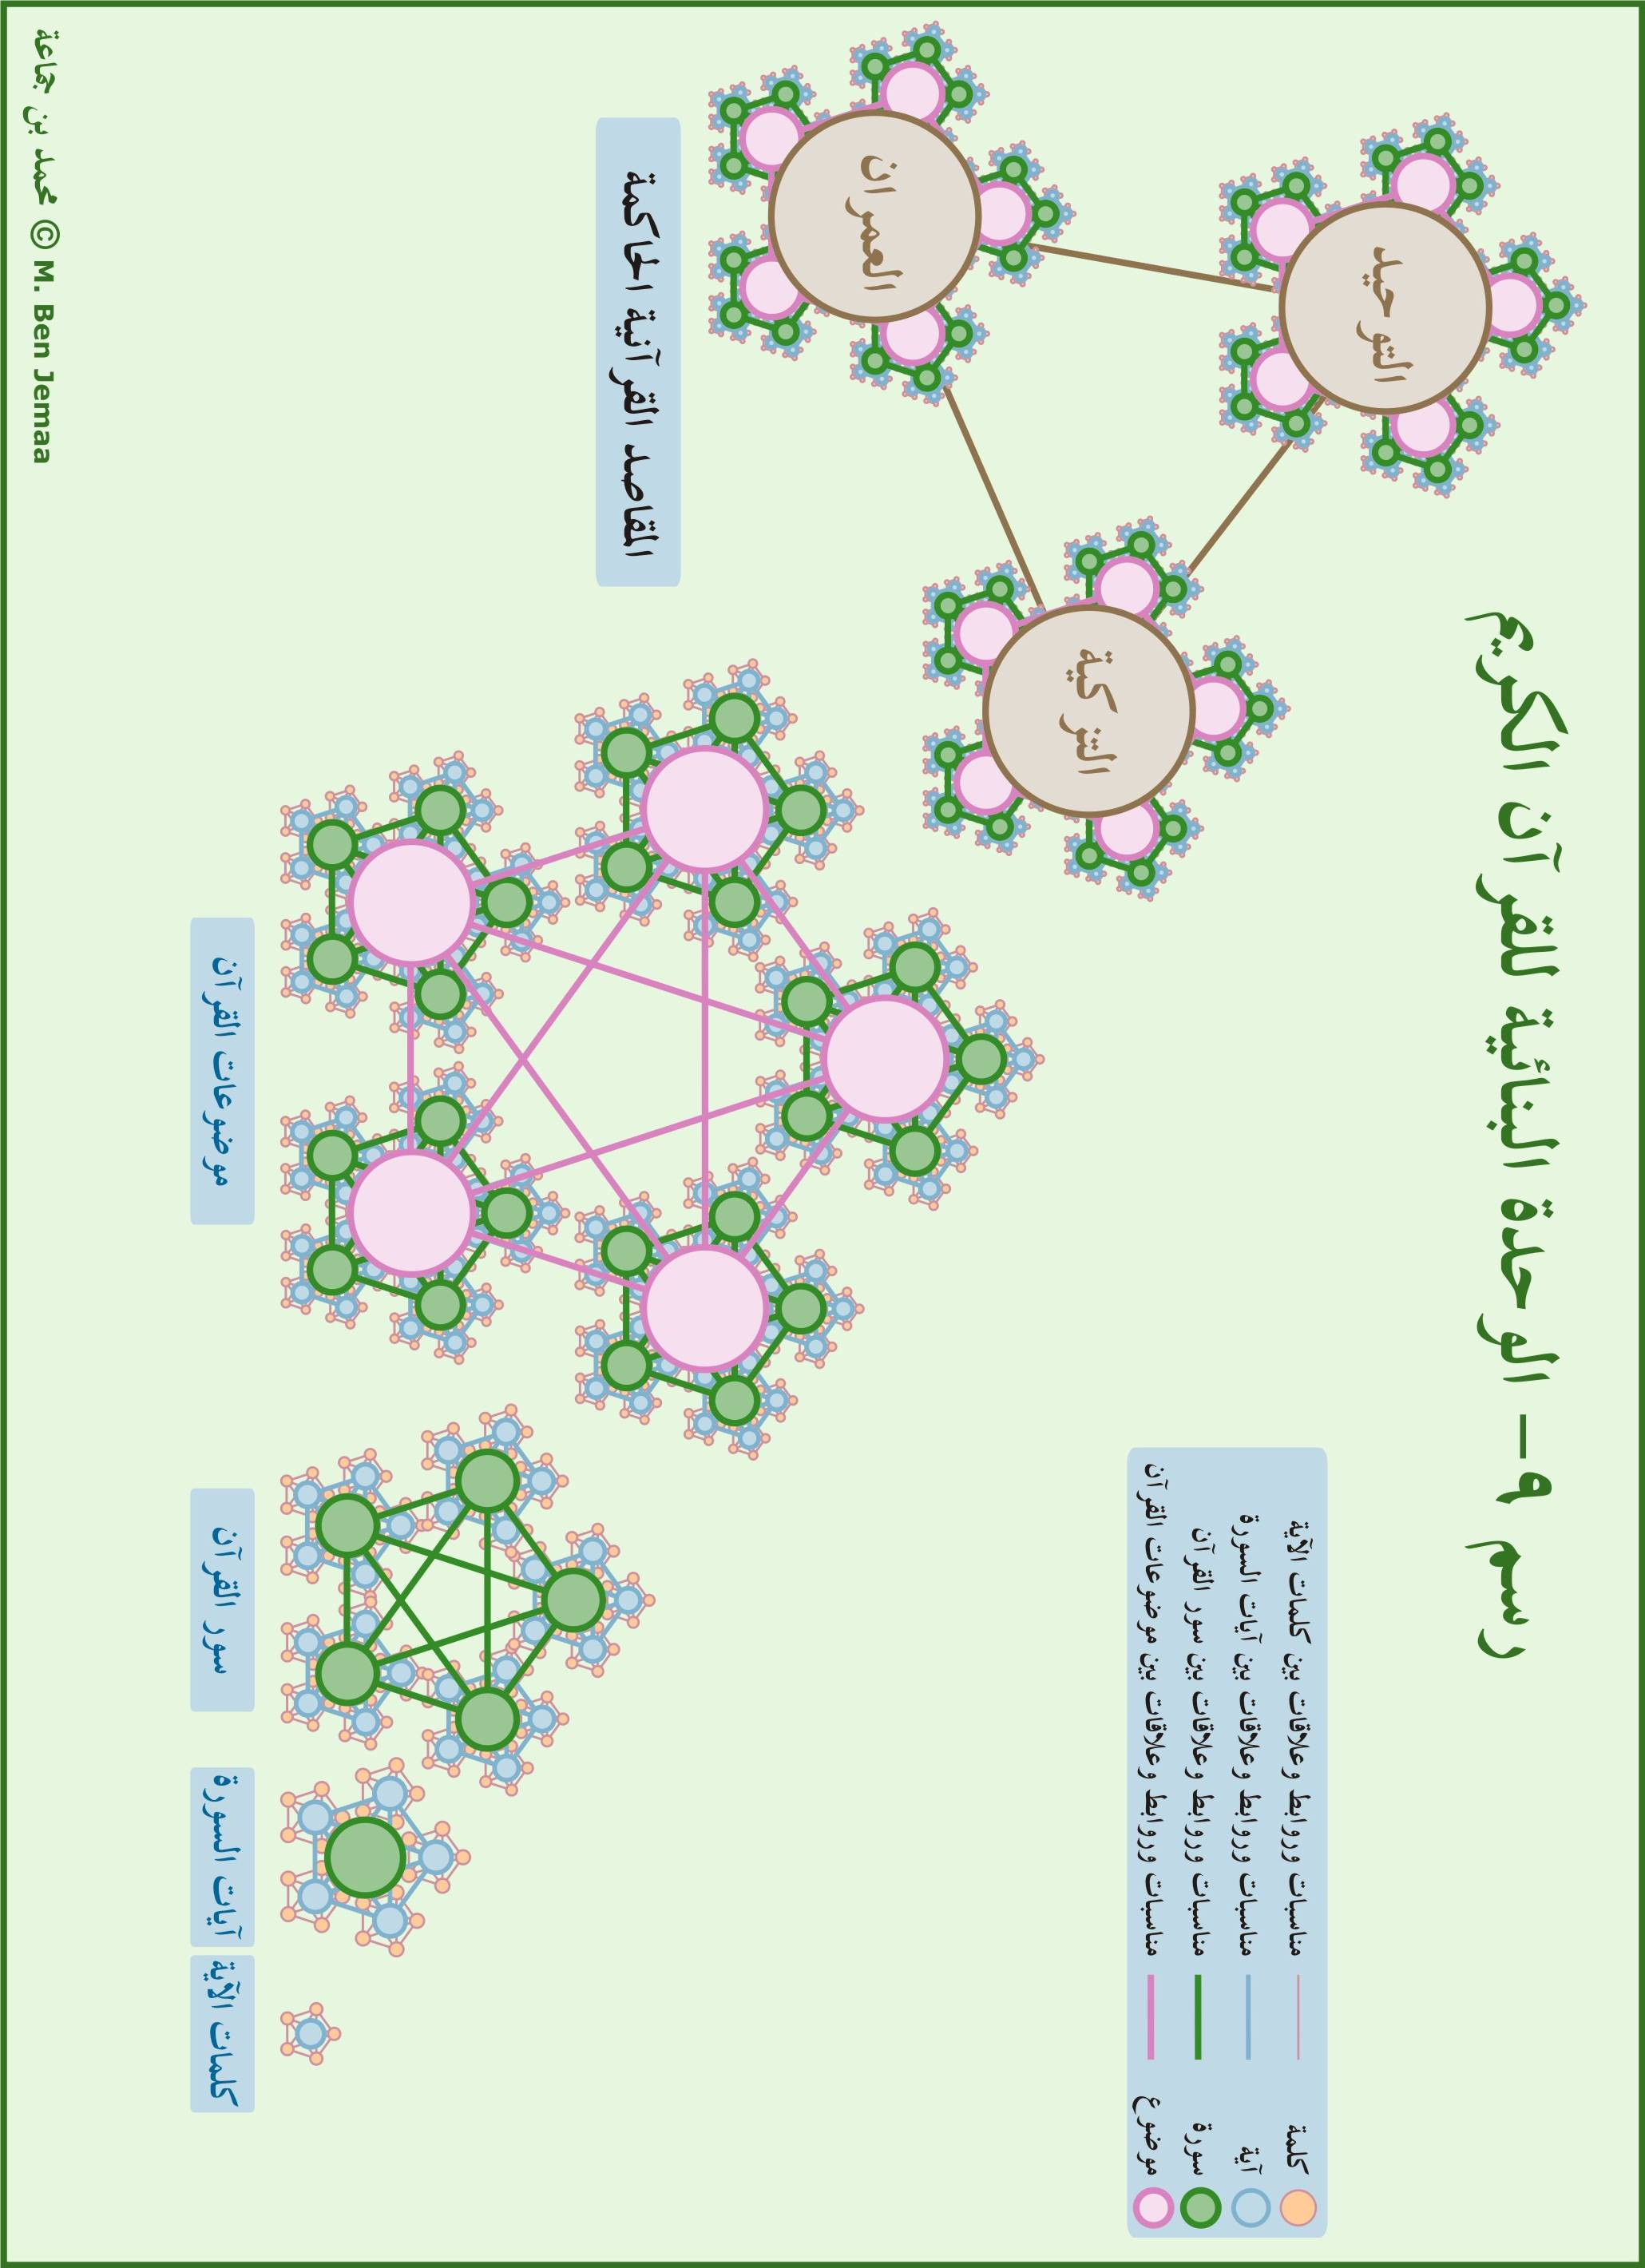 رسم ٩ – الوحدة البنائية للقرآن الكريم
كلمة
مناسبات وروابط وعلاقات بين كلمات الآية
آية
مناسبات وروابط وعلاقات بين آيات السورة
سورة
مناسبات وروابط وعلاقات بين سور القرآن
موضوع
مناسبات وروابط وعلاقات بين موضوعات القرآن
التوحيد
التزكية
العمران
المقاصد القرآنية الحاكمة
كلمات الآية
آيات السورة
سور القرآن
موضوعات القرآن
محمد بن جماعة © M. Ben Jemaa